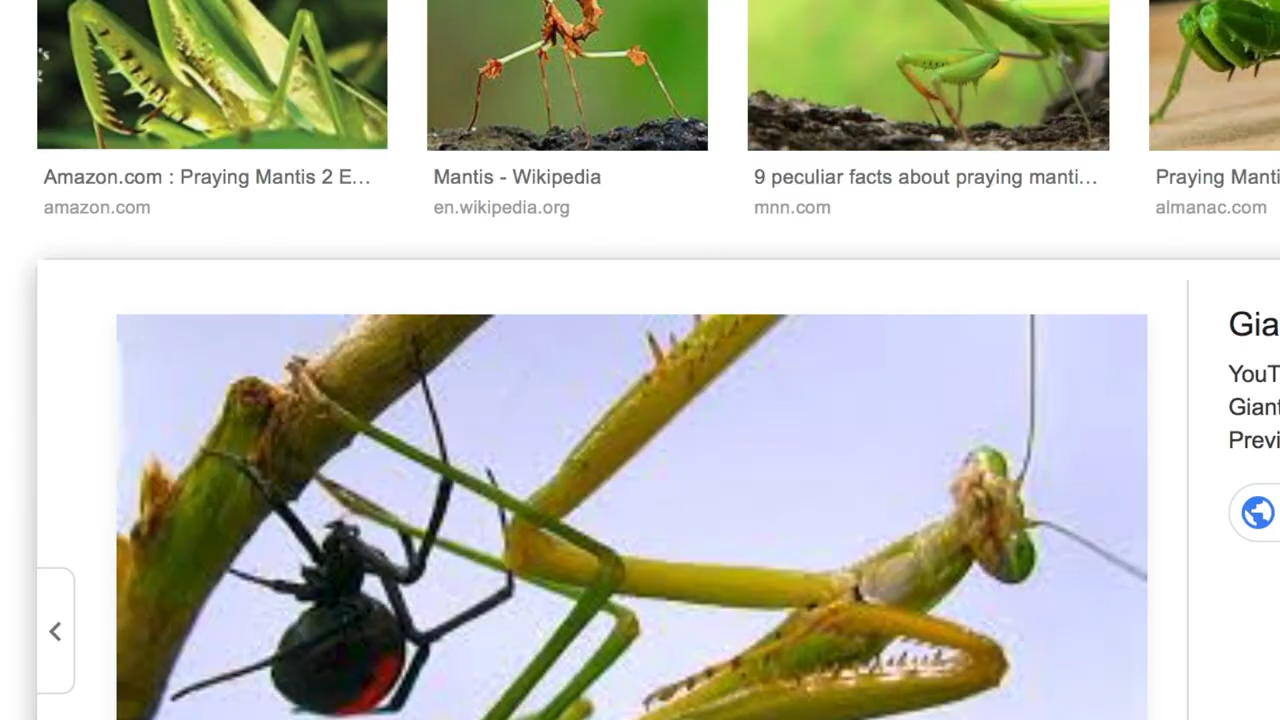 Amazon.com : Praying Mantis 2 E...
amazon.com
Mantis - Wikipedia
en.wikipedia.org
9 peculiar facts about praying manti...
mnn.com
Praying Manti
almanac.com
Gia
YouT
Giant
Previ